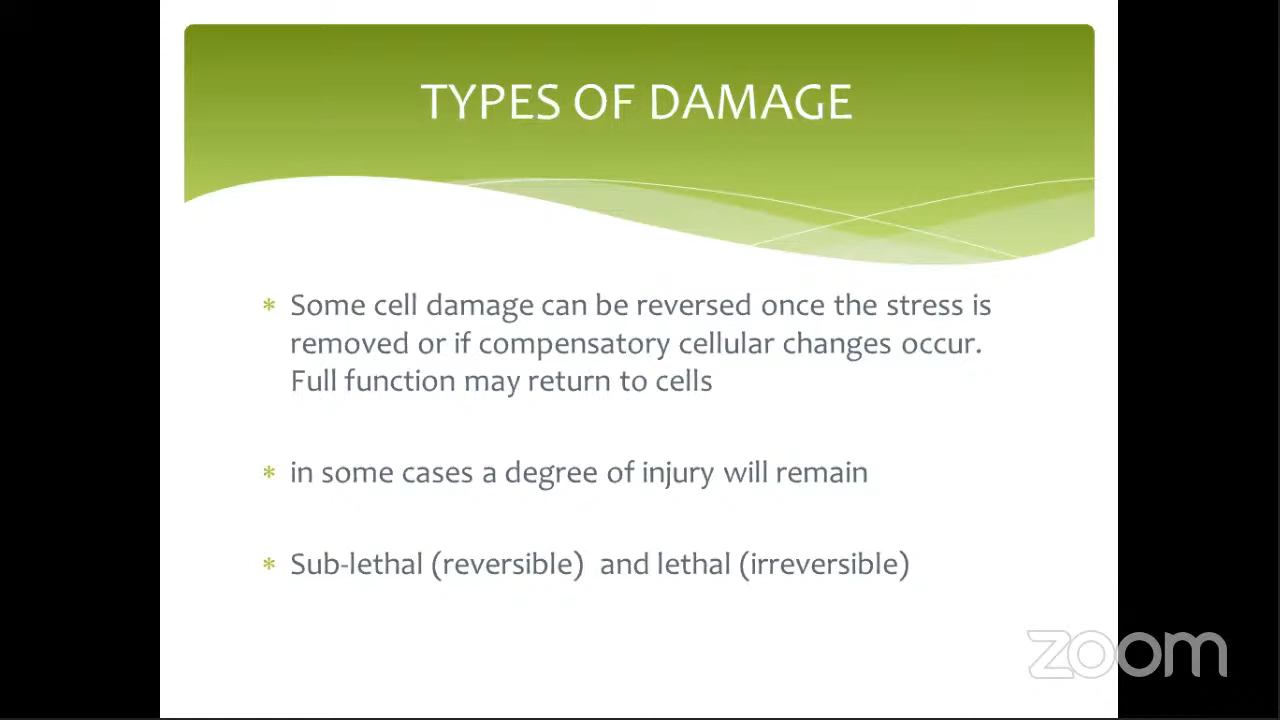 TYPES OF DAMAGE
* Some cell damage can be reversed once the stress is
removed or if compensatory cellular changes occur.
Full function may return to cells
* in some cases a degree of injury will remain
* Sub-lethal (reversible) and lethal (irreversible)
zoom